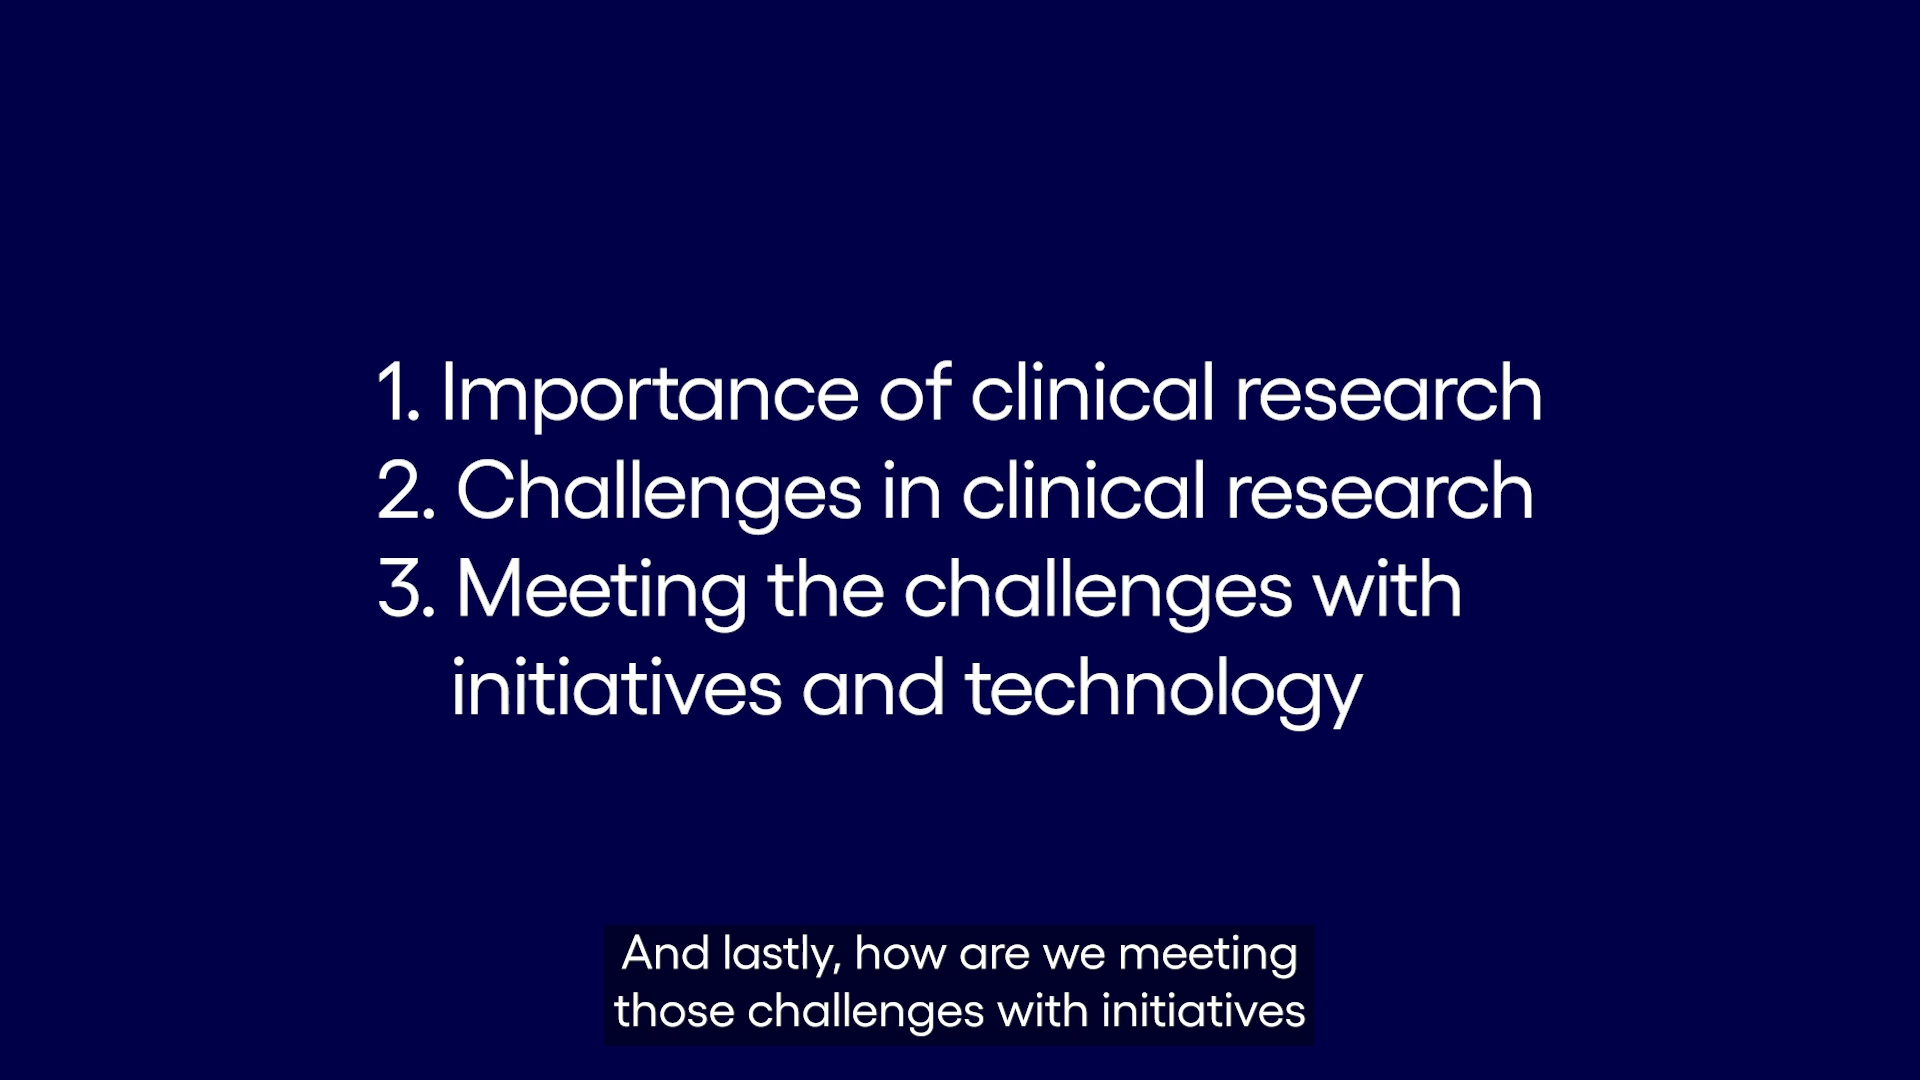 1. Importance of clinical research
2. Challenges in clinical research
3. Meeting the challenges with
initiatives and technology
And lastly, how are we meeting
those challenges with initiatives